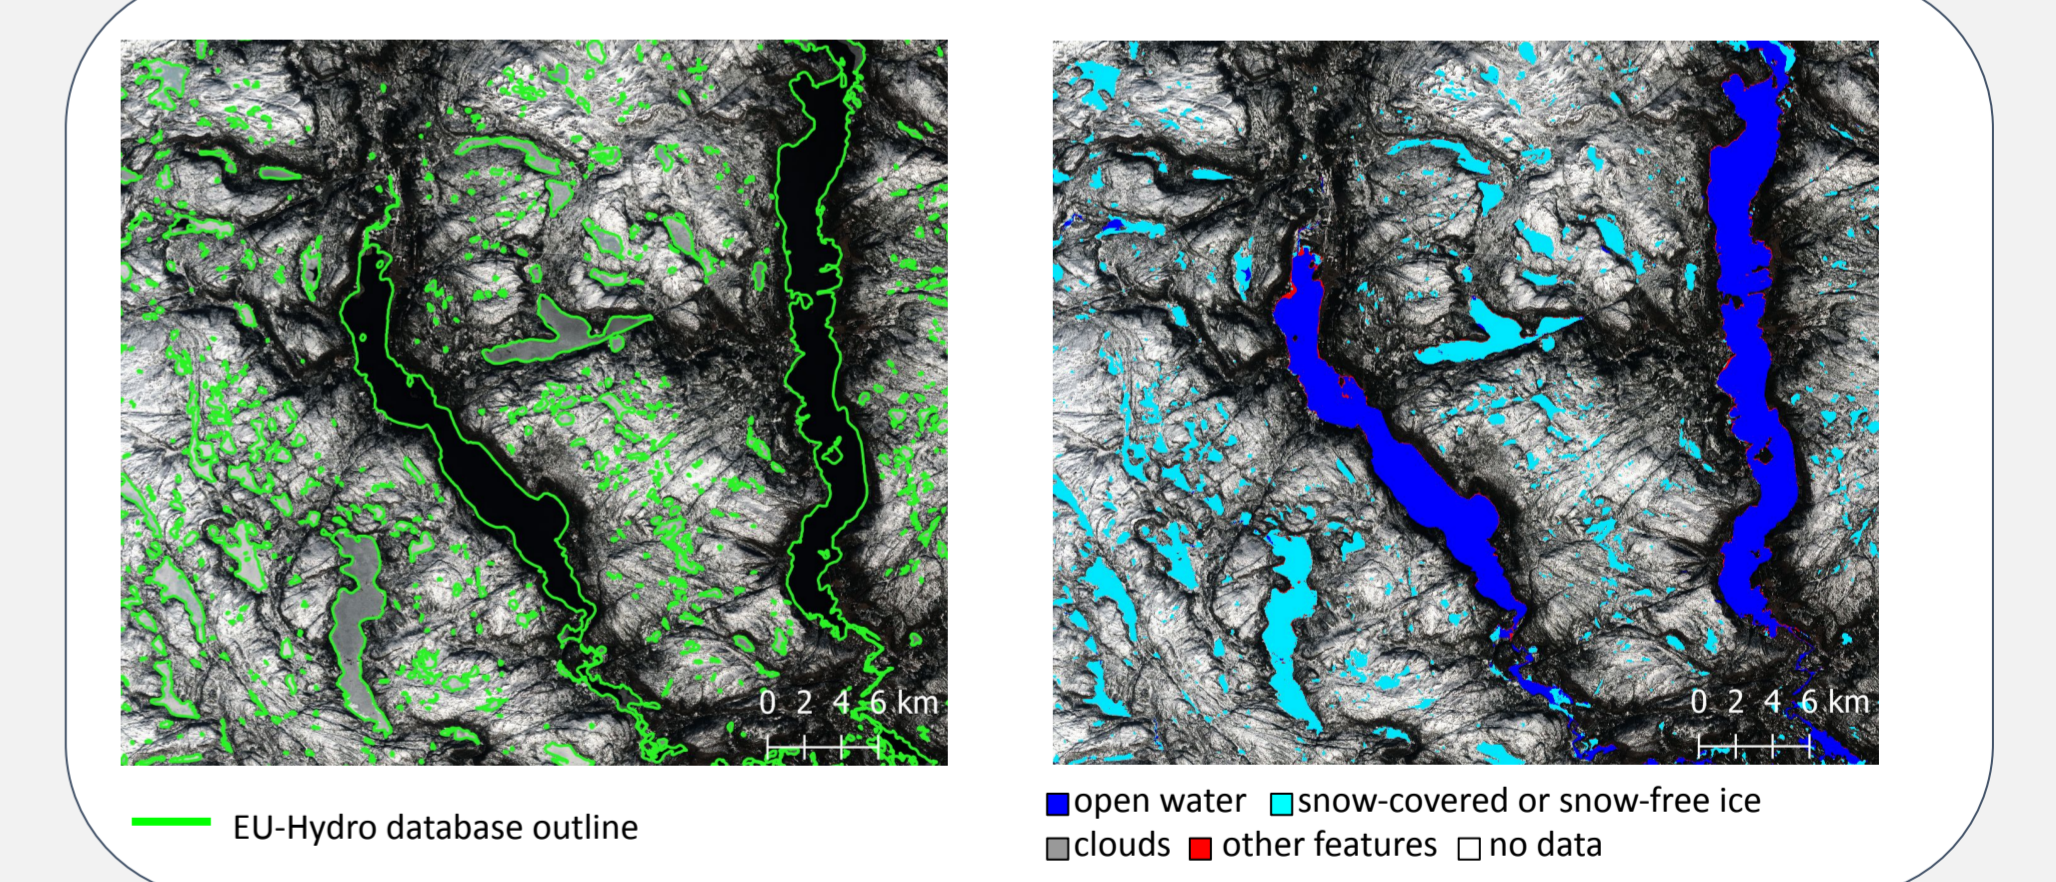 0 2 4 6 km
0 2 4 6 km
EU-Hydro database outline
open water snow-covered or snow-free ice
clouds other features no data